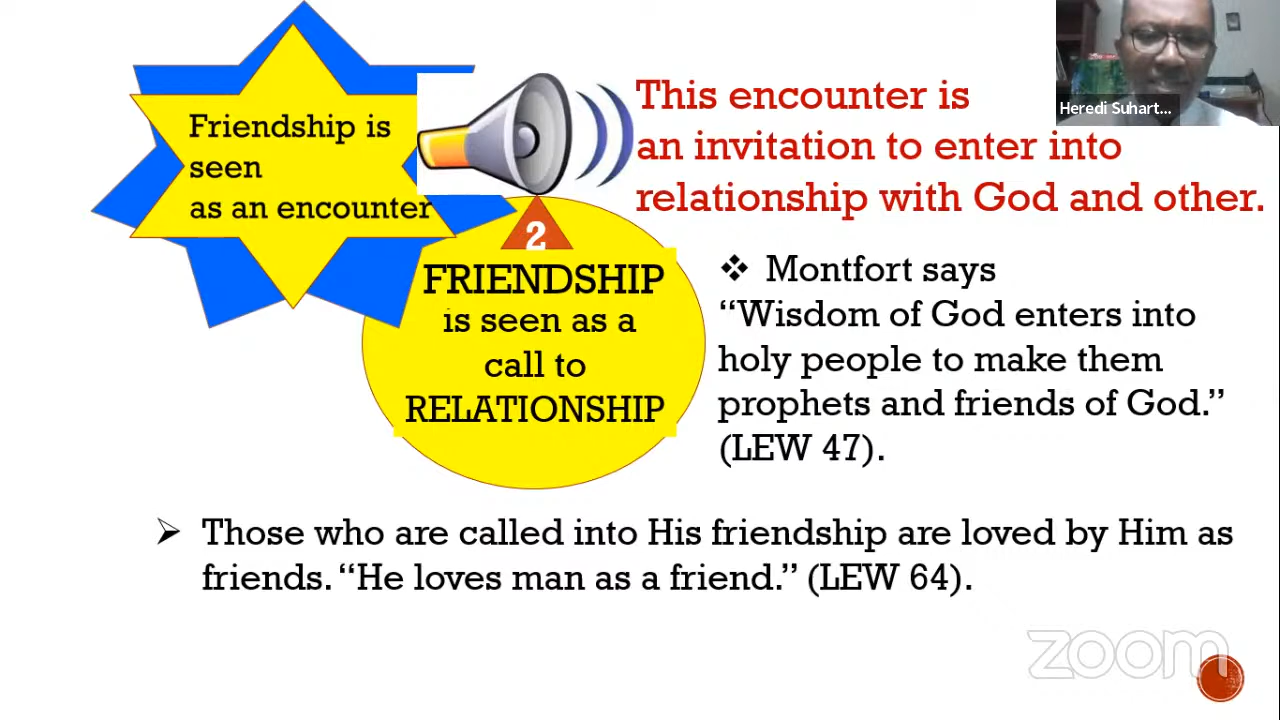 Friendship is
seen
as an encounter
This encounter is
an invitation to enter into
relationship with God and other.
Heredi Suhart...
2
FRIENDSHIP
is seen as a
call to
RELATIONSHIP
❖ Montfort says
“Wisdom of God enters into
holy people to make them
prophets and friends of God.”
(LEW 47).
➢ Those who are called into His friendship are loved by Him as
friends. “He loves man as a friend.” (LEW 64).
zoom